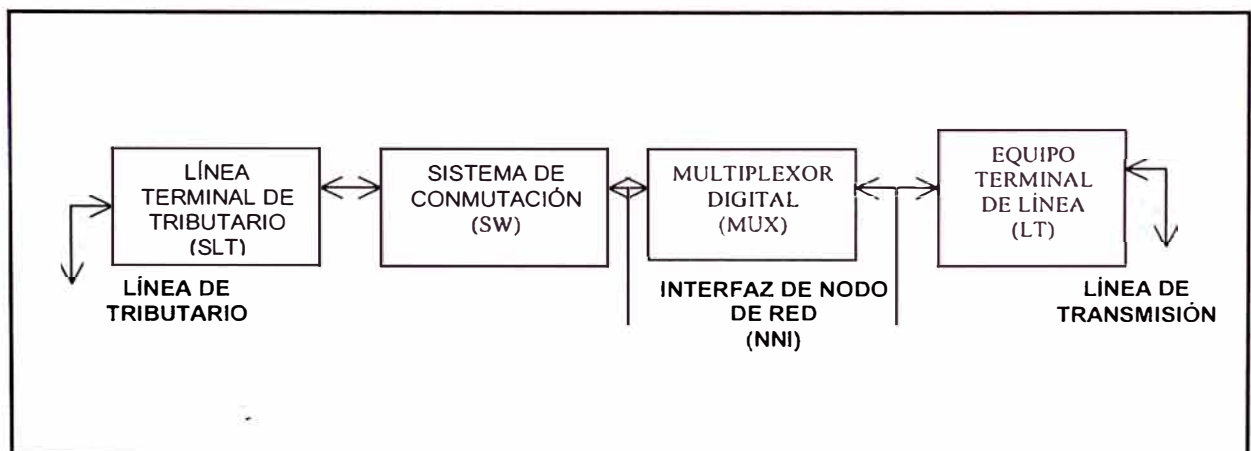 LÍNEA
TERMINAL DE
TRIBUTARIO
(SLT)
SISTEMA DE
CONMUTACIÓN
(SW)
MULTIPLEXOR
DIGITAL
(MUX)
EQUIPO
TERMINAL
DE LÍNEA
(LT)
LÍNEA DE
TRIBUTARIO
INTERFAZ DE NODO
DE RED
(NNI)
LÍNEA DE
TRANSMISIÓN